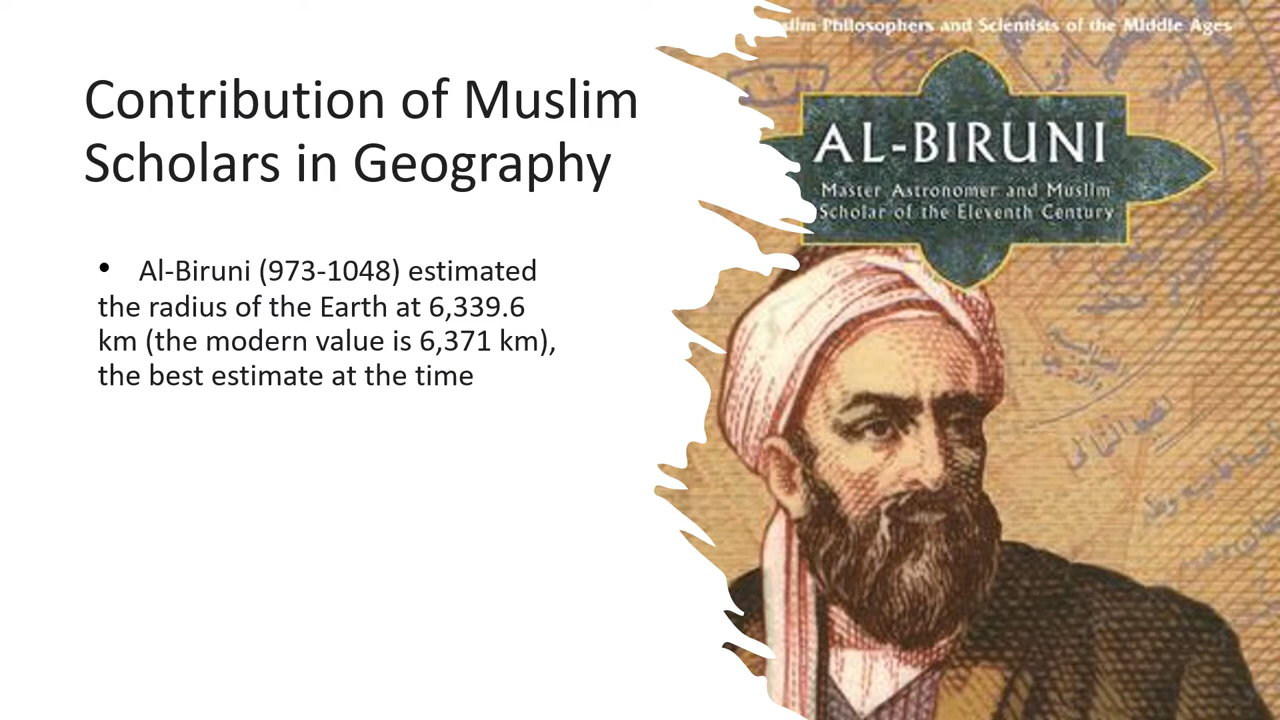 Contribution of Muslim
Scholars in Geography
• Al-Biruni (973-1048) estimated
the radius of the Earth at 6,339.6
km (the modern value is 6,371 km),
the best estimate at the time
Philosophers and Scientists of the Middle Ages
AL-BIRUNI
Master Astronomer and Muslim
Scholar of the Eleventh Century